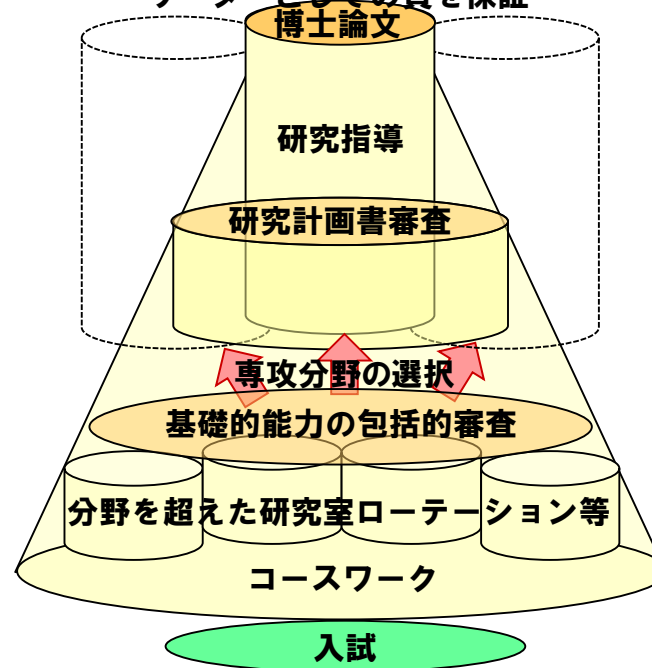 博士論文
研究指導
研究計画書審査
専攻分野の選択
基礎的能力の包括的審査
分野を超えた研究室ローテーション等
コースワーク
入試